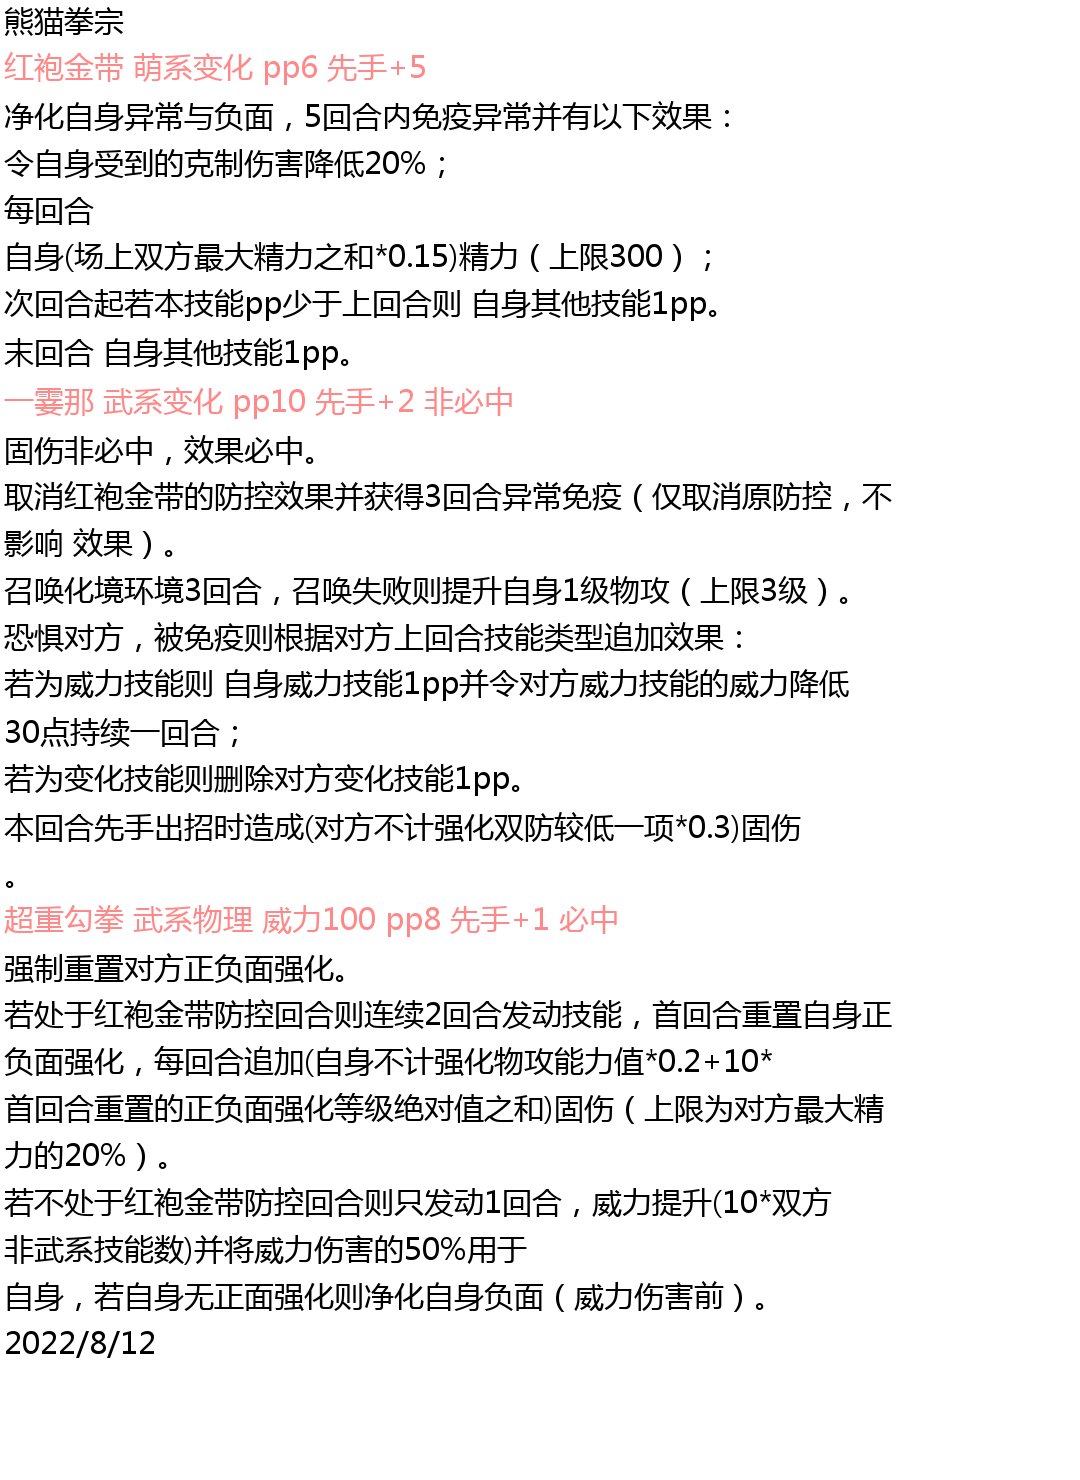 熊猫拳宗
红袍金带 萌系变化 pp6 先手+5
净化自身异常与负面，5回合内免疫异常并有以下效果：
令自身受到的克制伤害降低20%；
每回合
自身(场上双方最大精力之和*0.15)精力（上限300）；
次回合起若本技能pp少于上回合则 自身其他技能1pp。
末回合 自身其他技能1pp。
一霎那 武系变化 pp10 先手+2 非必中
固伤非必中，效果必中。
取消红袍金带的防控效果并获得3回合异常免疫（仅取消原防控，不
影响 效果）。
召唤化境环境3回合，召唤失败则提升自身1级物攻（上限3级）。
恐惧对方，被免疫则根据对方上回合技能类型追加效果：
若为威力技能则 自身威力技能1pp并令对方威力技能的威力降低
30点持续一回合；
若为变化技能则删除对方变化技能1pp。
本回合先手出招时造成(对方不计强化双防较低一项*0.3)固伤
。
超重勾拳 武系物理 威力100 pp8 先手+1 必中
强制重置对方正负面强化。
若处于红袍金带防控回合则连续2回合发动技能，首回合重置自身正
负面强化，每回合追加(自身不计强化物攻能力值*0.2+10*
首回合重置的正负面强化等级绝对值之和)固伤（上限为对方最大精
力的20%）。
若不处于红袍金带防控回合则只发动1回合，威力提升(10*双方
非武系技能数)并将威力伤害的50%用于
自身，若自身无正面强化则净化自身负面（威力伤害前）。
2022/8/12